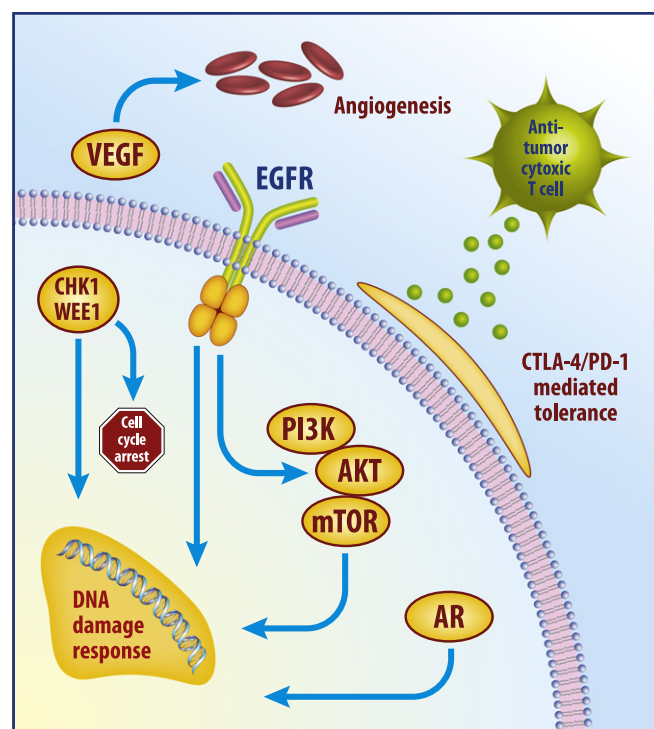 Angiogenesis
VEGF
Anti-
tumor
cytoxic
T cell
EGFR
CHK1
WEE1
CTLA-4/PD-1
mediated
tolerance
Cell
cycle
arrest
PI3K
AKT
mTOR
DNA
damage
response
AR